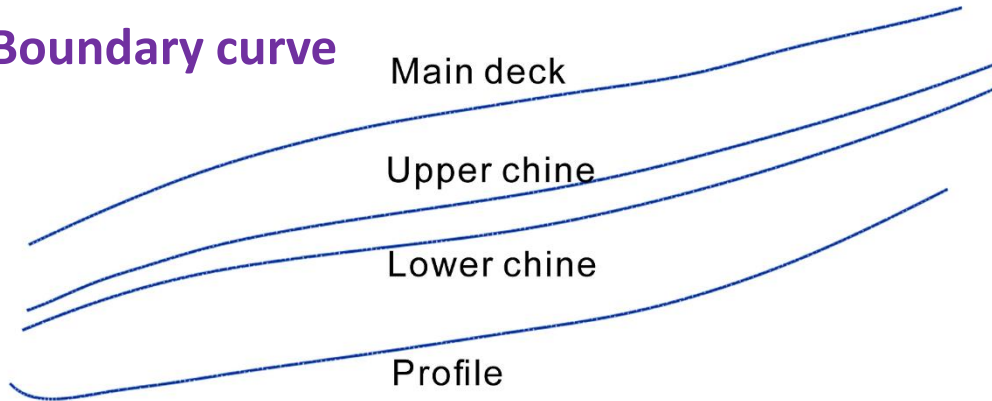 Boundary curve
Main deck
Upper chine
Lower chine
Profile